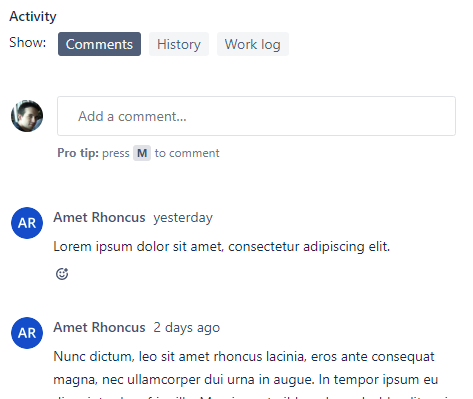 Activity
Show: Comments History Work log
Add a comment...
Pro tip: press M to comment
AR Amet Rhoncus yesterday
Lorem ipsum dolor sit amet, consectetur adipiscing elit.
AR Amet Rhoncus 2 days ago
Nunc dictum, leo sit amet rhoncus lacinia, eros ante consequat
magna, nec ullamcorper dui urna in augue. In tempor ipsum eu